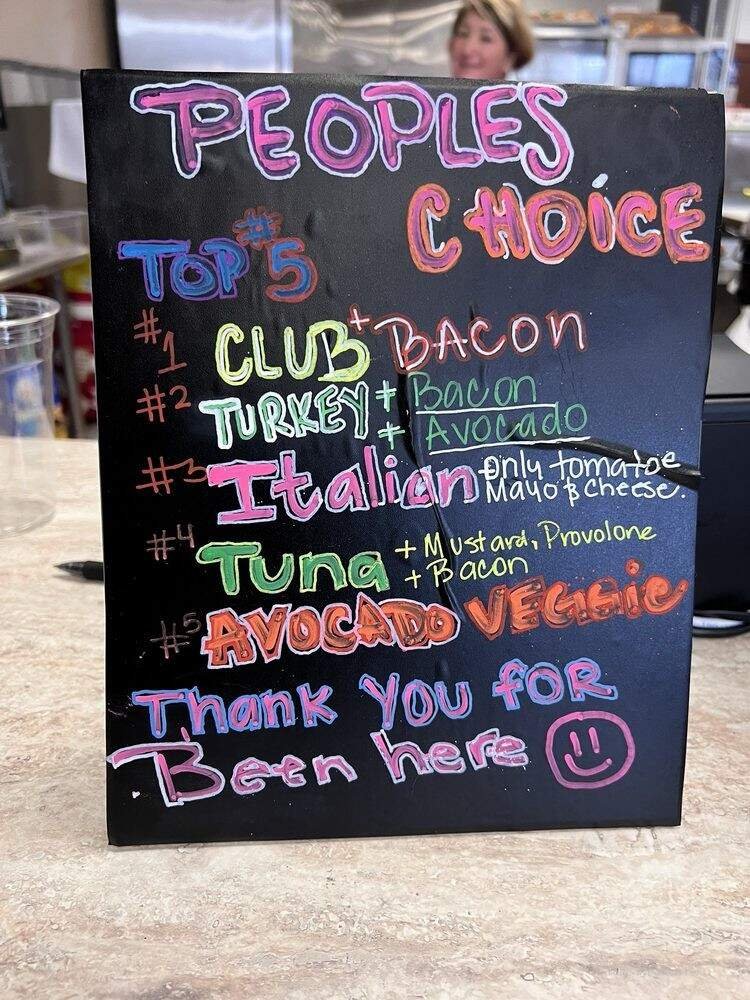 PEOPLES
CHOICE
TOP #5
#1 CLUB + BACON
#2 TURKEY + Bacon
+ Avocado
#3 Italian only tomatoe
Mayo & cheese.
#4 Tuna + Mustard, Provolone
+ Bacon
#5 AVOCADO VEGGiE
Thank You foR
Been here